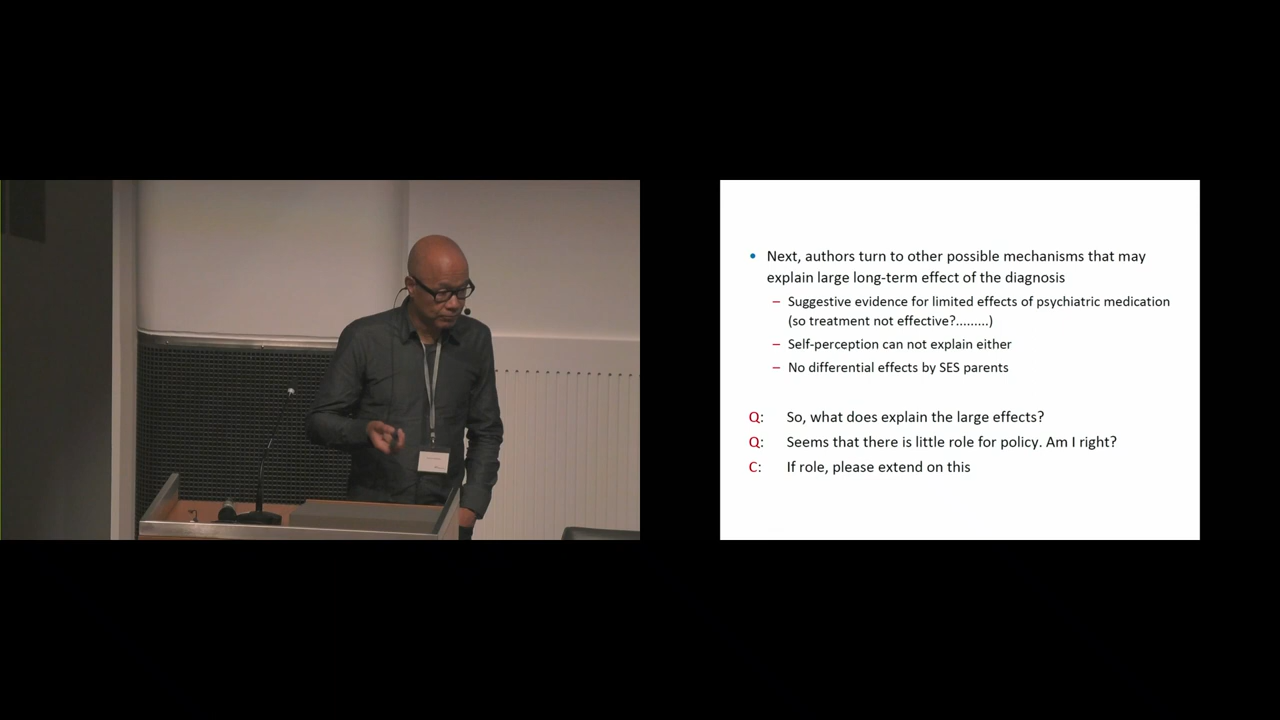 • Next, authors turn to other possible mechanisms that may
explain large long-term effect of the diagnosis
– Suggestive evidence for limited effects of psychiatric medication
(so treatment not effective?.........)
– Self-perception can not explain either
– No differential effects by SES parents
Q: So, what does explain the large effects?
Q: Seems that there is little role for policy. Am I right?
C: If role, please extend on this